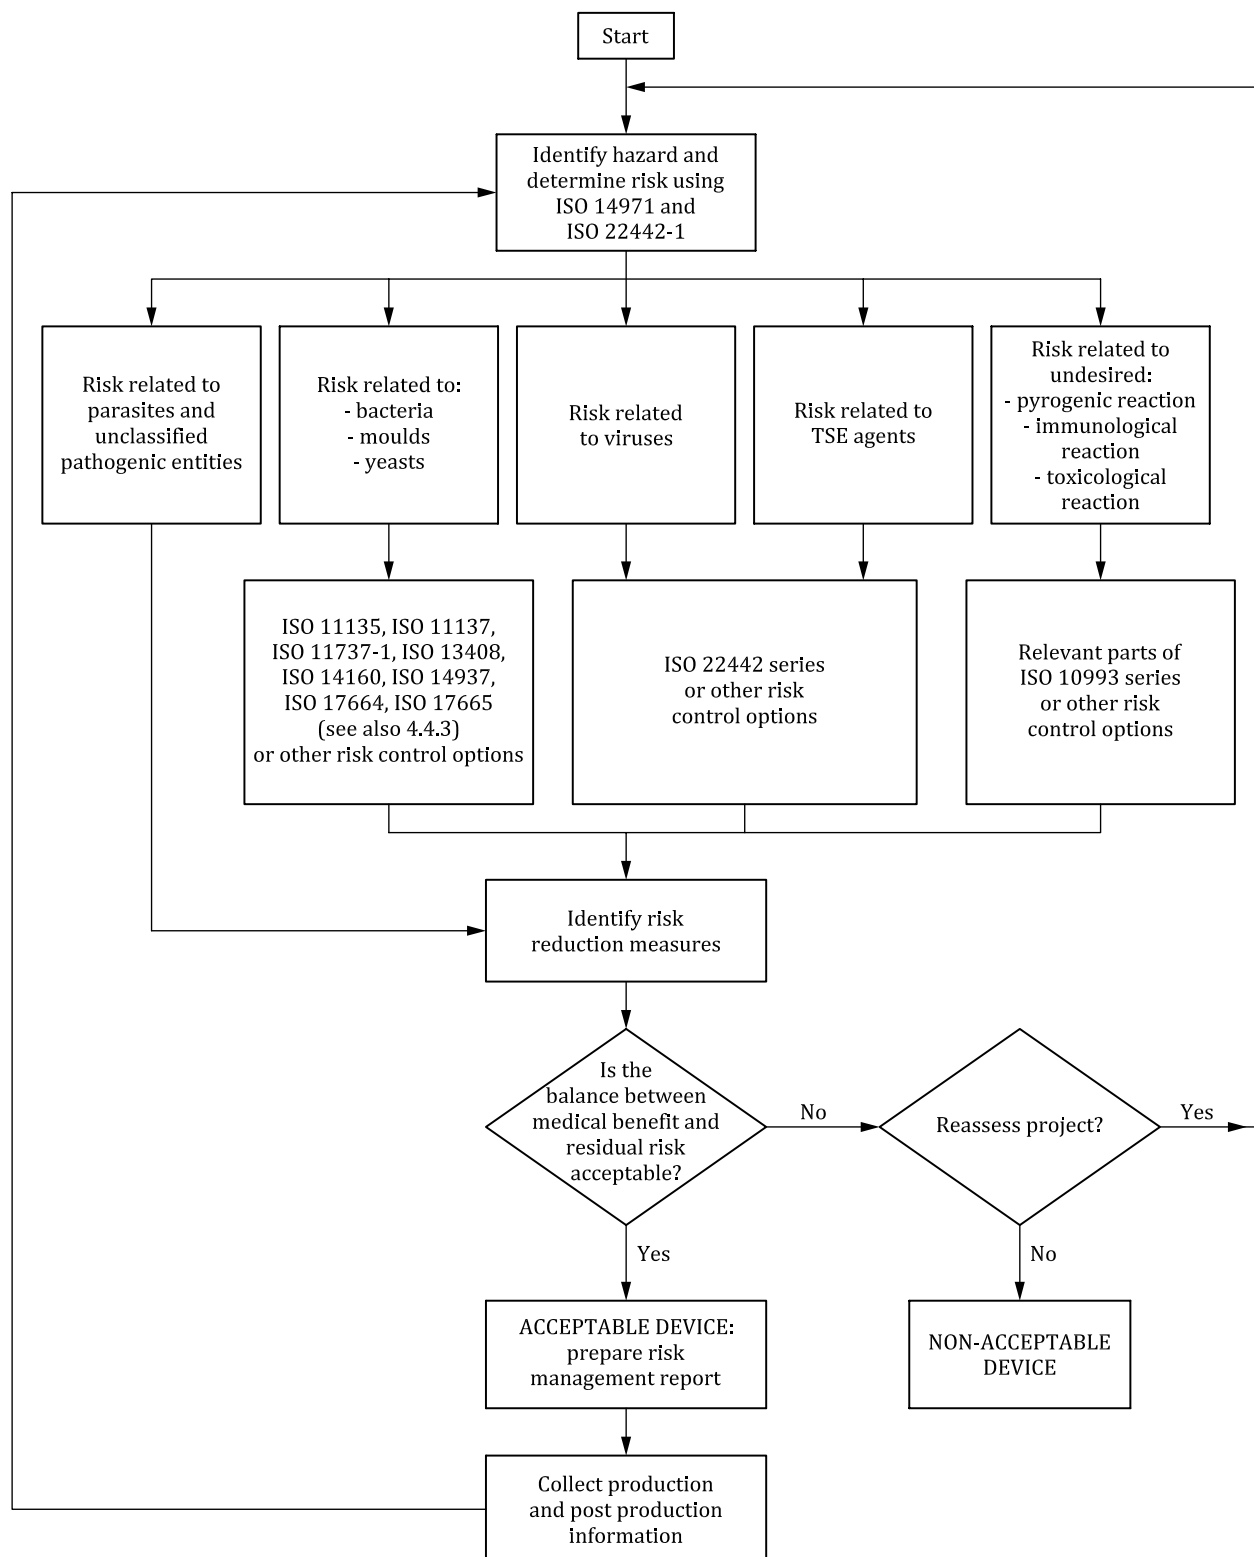 Start
Identify hazard and
determine risk using
ISO 14971 and
ISO 22442-1
Risk related to
parasites and
unclassified
pathogenic entities
Risk related to:
- bacteria
- moulds
- yeasts
Risk related
to viruses
Risk related to
TSE agents
Risk related to
undesired:
- pyrogenic reaction
- immunological
reaction
- toxicological
reaction
ISO 11135, ISO 11137,
ISO 11737-1, ISO 13408,
ISO 14160, ISO 14937,
ISO 17664, ISO 17665
(see also 4.4.3)
or other risk control options
ISO 22442 series
or other risk
control options
Relevant parts of
ISO 10993 series
or other risk
control options
Identify risk
reduction measures
Is the
balance between
medical benefit and
residual risk
acceptable?
No
Reassess project?
Yes
Yes
No
ACCEPTABLE DEVICE:
prepare risk
management report
NON-ACCEPTABLE
DEVICE
Collect production
and post production
information